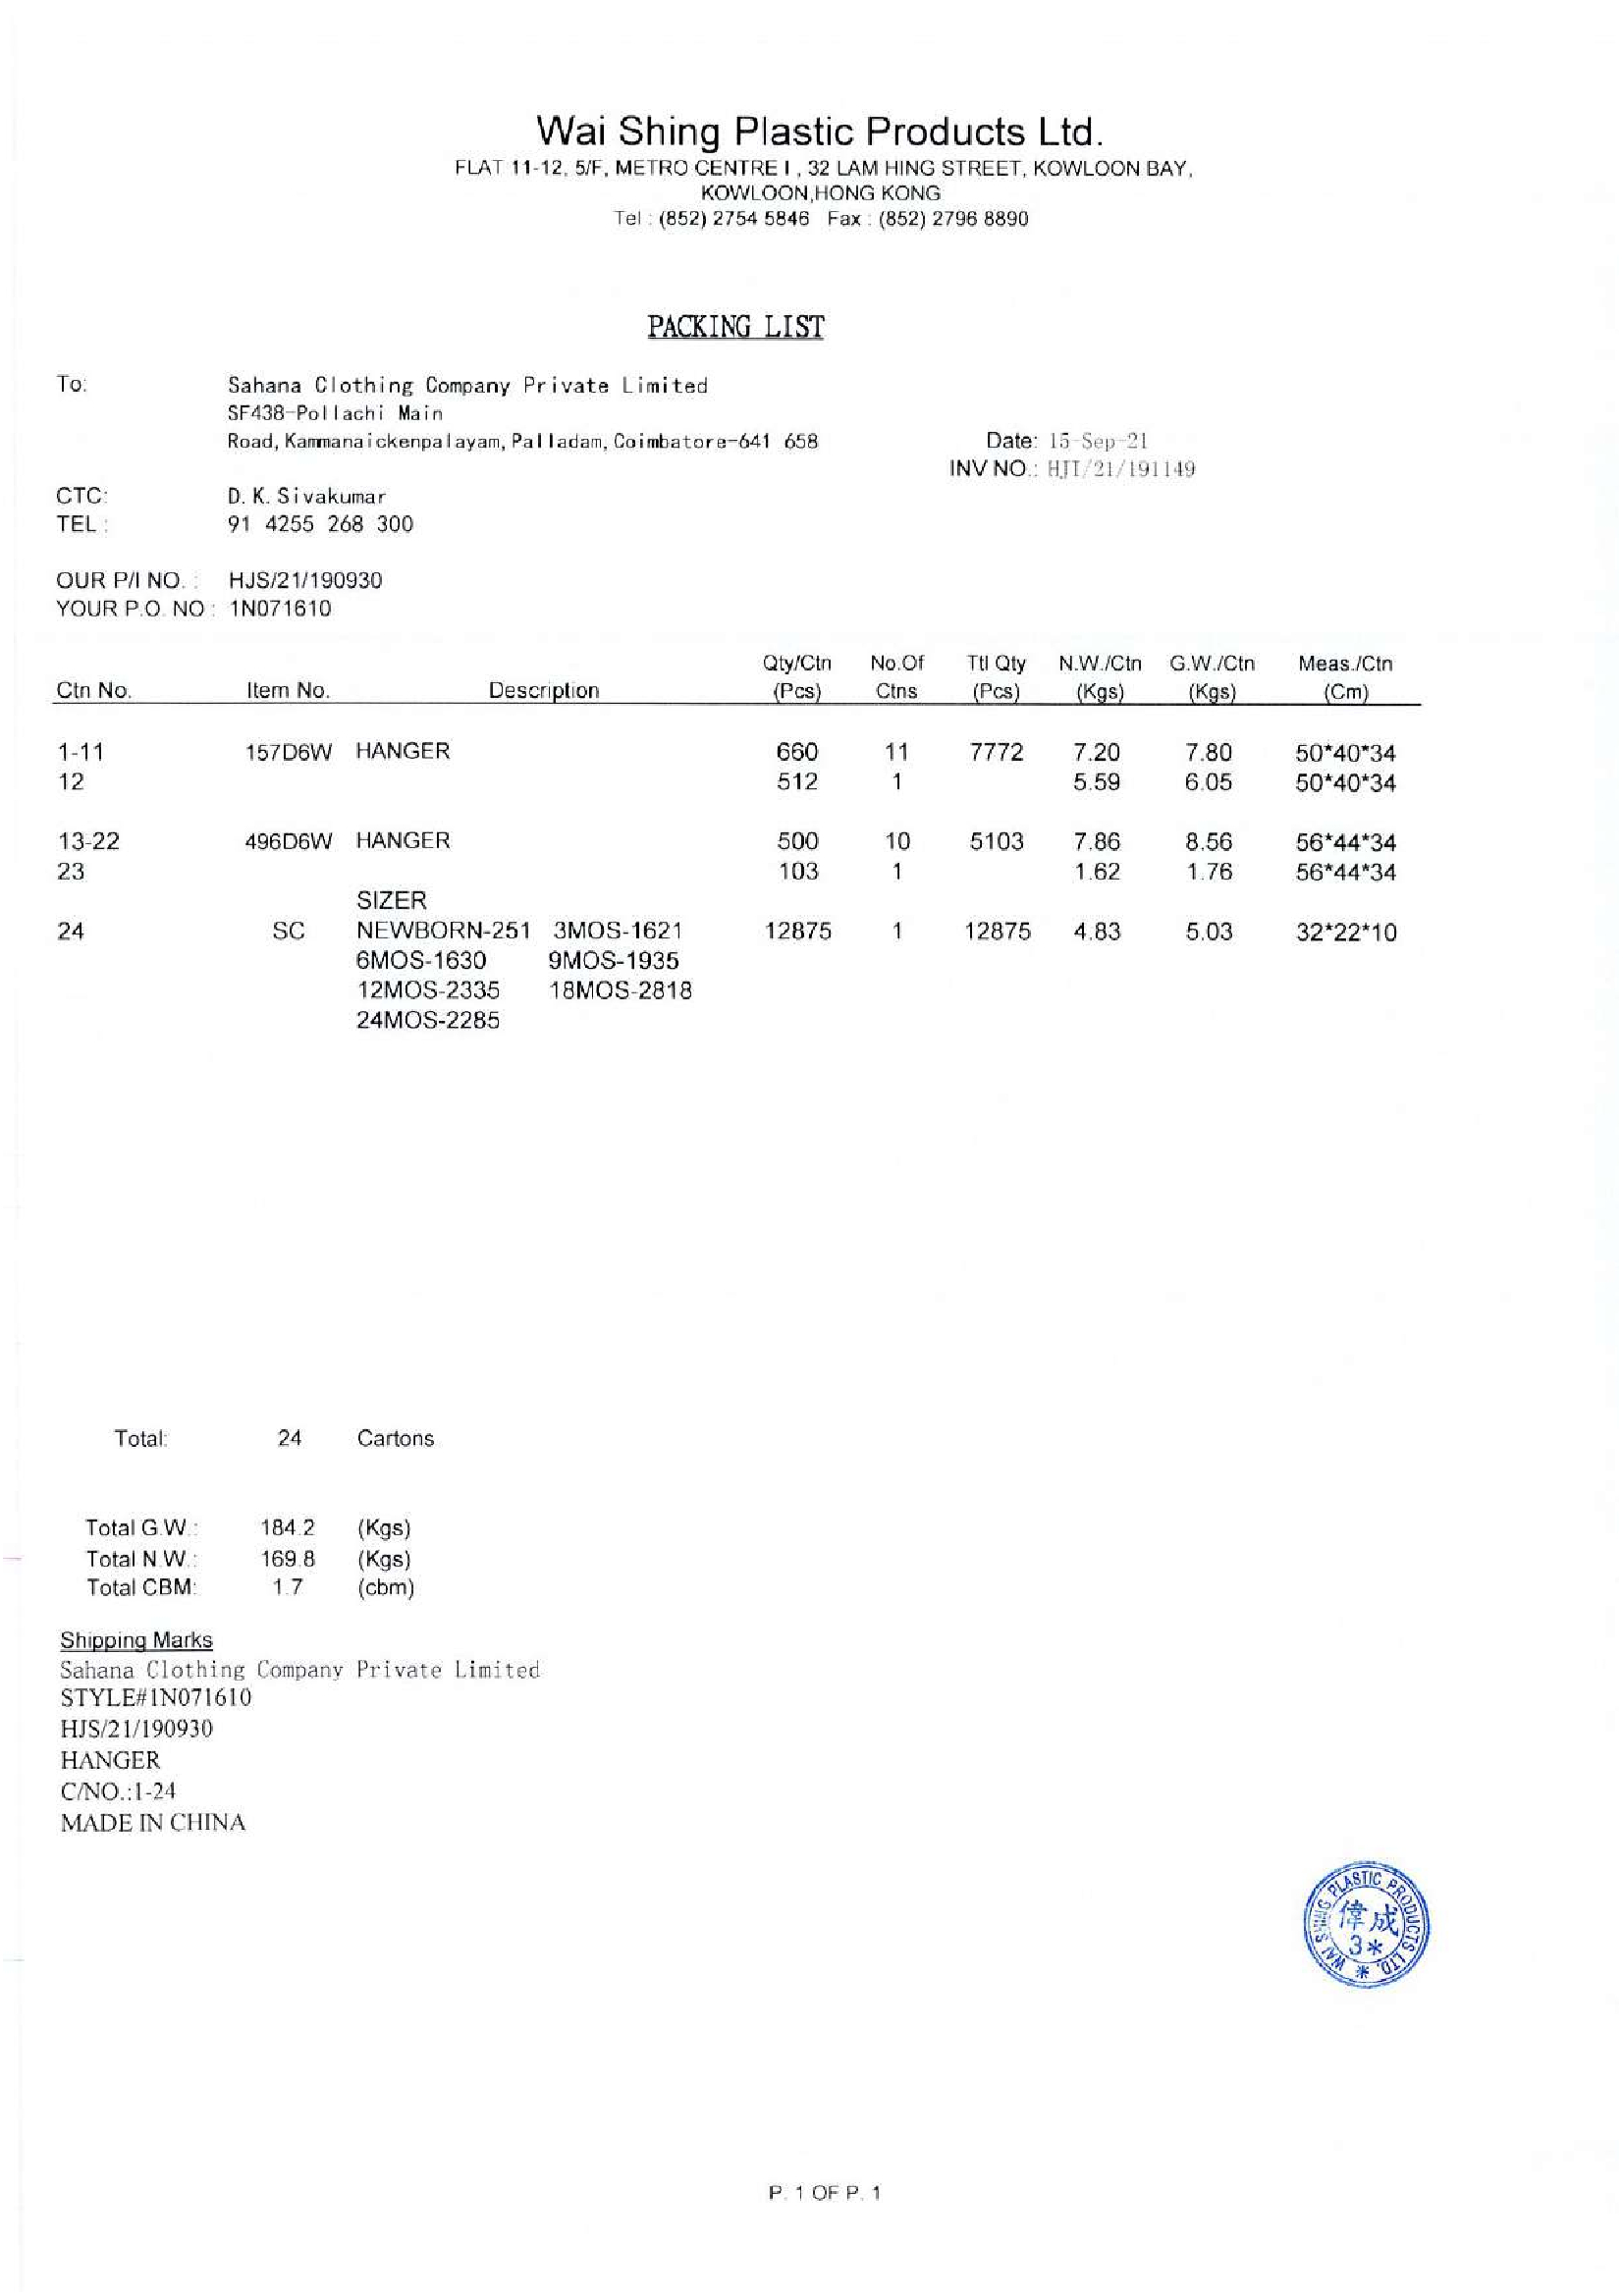 Wai Shing Plastic Products Ltd.
FLAT 11-12, 5/F, METRO CENTRE I , 32 LAM HING STREET, KOWLOON BAY,
KOWLOON,HONG KONG
Tel : (852) 2754 5846 Fax : (852) 2796 8890
PACKING LIST
To: Sahana Clothing Company Private Limited
SF438-Pollachi Main
Road, Kammanaickenpalayam, Palladam, Coimbatore-641 658 Date: 15-Sep-21
INV NO.: HJI/21/191149
CTC: D. K. Sivakumar
TEL : 91 4255 268 300
OUR P/I NO. : HJS/21/190930
YOUR P.O. NO : 1N071610
Qty/Ctn No.Of Ttl Qty N.W./Ctn G.W./Ctn Meas./Ctn
Ctn No. Item No. Description (Pcs) Ctns (Pcs) (Kgs) (Kgs) (Cm)
1-11 157D6W HANGER 660 11 7772 7.20 7.80 50*40*34
12 512 1 5.59 6.05 50*40*34
13-22 496D6W HANGER 500 10 5103 7.86 8.56 56*44*34
23 103 1 1.62 1.76 56*44*34
SIZER
24 SC NEWBORN-251 3MOS-1621 12875 1 12875 4.83 5.03 32*22*10
6MOS-1630 9MOS-1935
12MOS-2335 18MOS-2818
24MOS-2285
Total: 24 Cartons
Total G.W.: 184.2 (Kgs)
Total N.W.: 169.8 (Kgs)
Total CBM: 1.7 (cbm)
Shipping Marks
Sahana Clothing Company Private Limited
STYLE#1N071610
HJS/21/190930
HANGER
C/NO.:1-24
MADE IN CHINA
WAI SHING PLASTIC PRODUCTS LTD.
偉成
3*
*
P. 1 OF P. 1